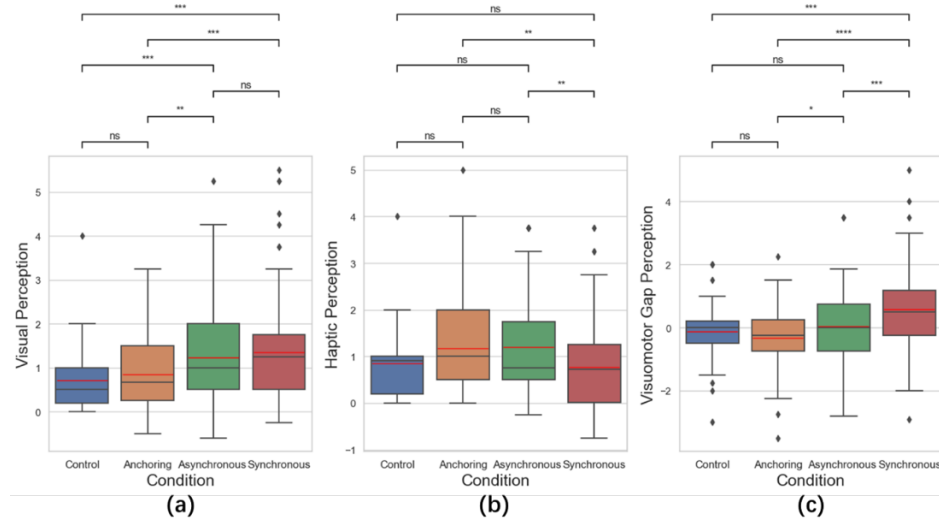 ***
***
***
ns
**
ns
5
4
3
2
1
0
Visual Perception
Control
Anchoring
Asynchronous
Synchronous
Condition
(a)
ns
**
ns
**
ns
ns
5
4
3
2
1
0
−1
Haptic Perception
Control
Anchoring
Asynchronous
Synchronous
Condition
(b)
***
****
ns
***
*
ns
4
2
0
−2
Visuomotor Gap Perception
Control
Anchoring
Asynchronous
Synchronous
Condition
(c)